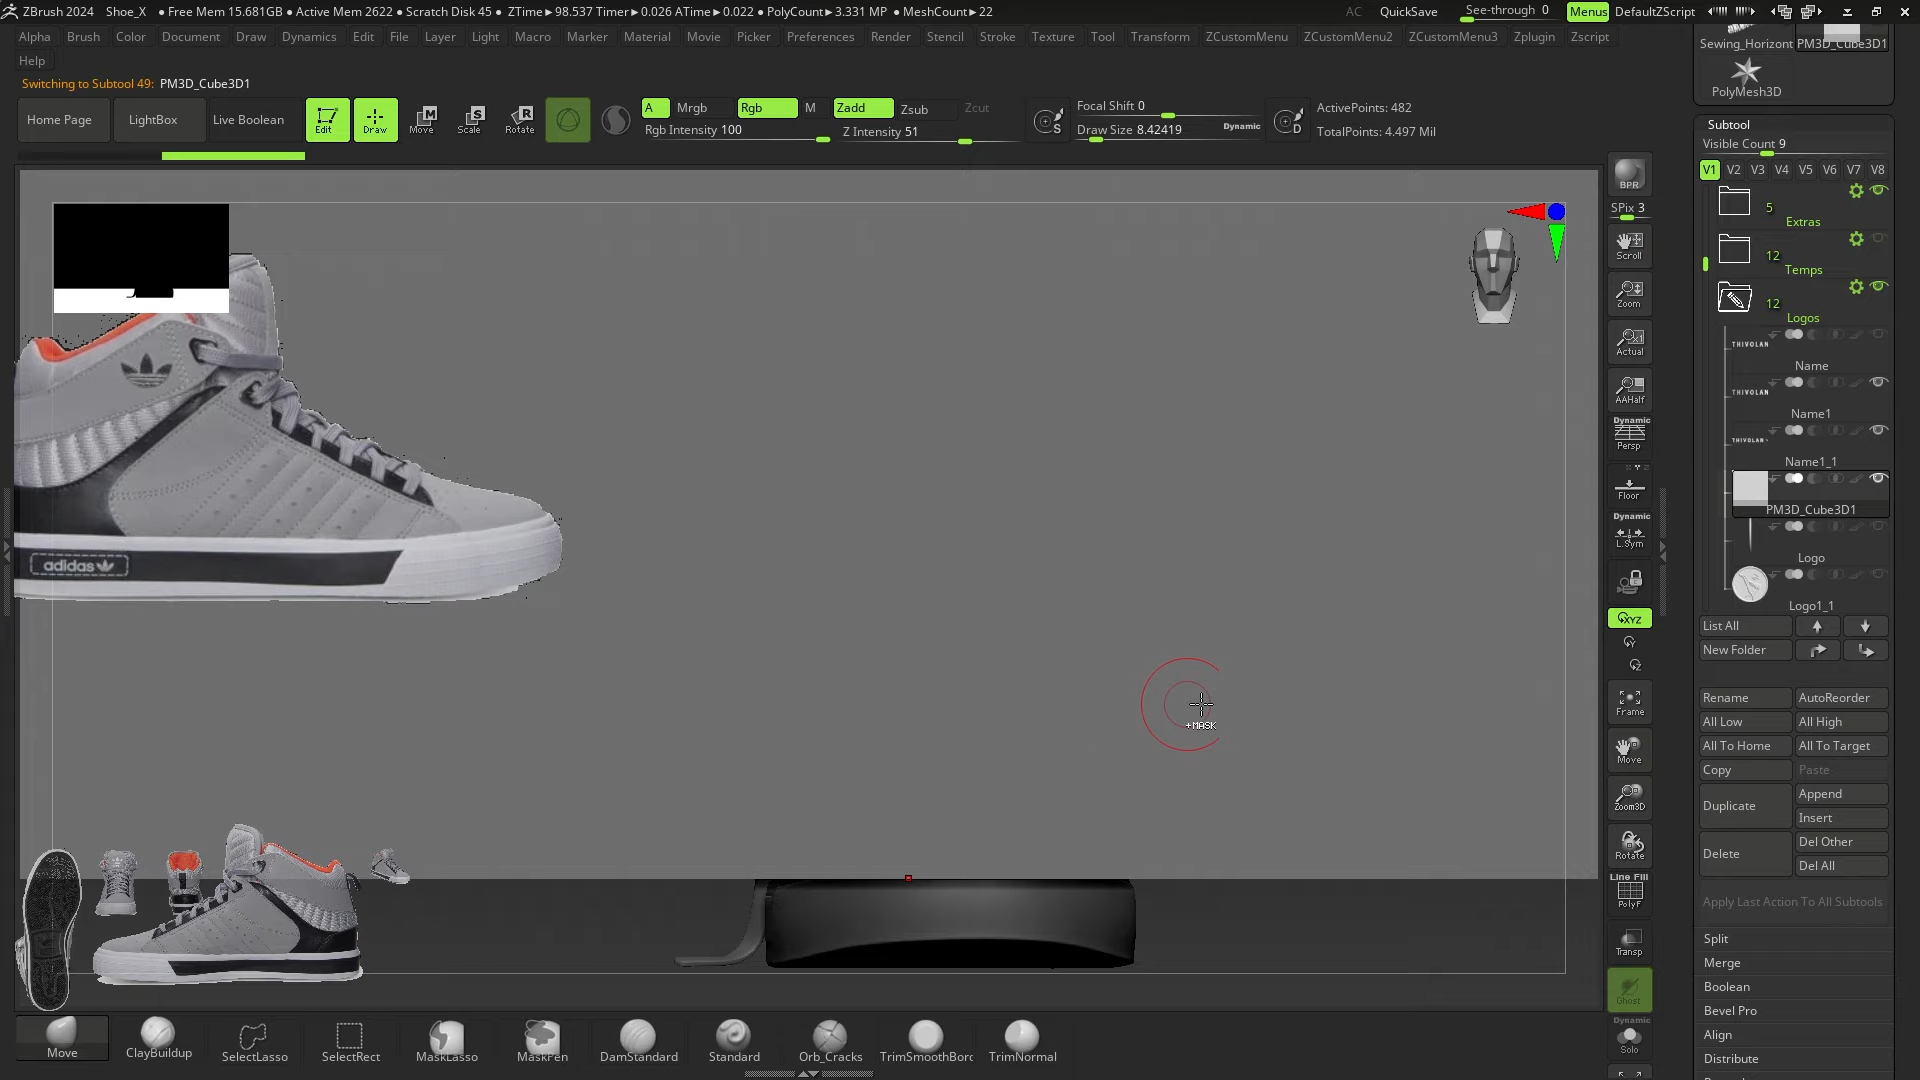 ZBrush 2024 Shoe_X ● Free Mem 15.681GB ● Active Mem 2622 ● Scratch Disk 45 ● ZTime►98.537 Timer►0.026 ATime►0.022 ● PolyCount►3.331 MP ● MeshCount►22
AC QuickSave See-through 0 Menus DefaultZScript
Alpha Brush Color Document Draw Dynamics Edit File Layer Light Macro Marker Material Movie Picker Preferences Render Stencil Stroke Texture Tool Transform ZCustomMenu ZCustomMenu2 ZCustomMenu3 Zplugin Zscript
Help
Switching to Subtool 49: PM3D_Cube3D1
Home Page LightBox Live Boolean Edit Draw Move Scale Rotate
A Mrgb Rgb M Zadd Zsub Zcut
Rgb Intensity 100 Z Intensity 51
S Focal Shift 0
Draw Size 8.42419 Dynamic D
ActivePoints: 482
TotalPoints: 4.497 Mil
BPR
SPix 3
Scroll
Zoom
Actual
AAHalf
Dynamic
Persp
Floor
Dynamic
L.Sym
XYZ
Frame
Move
Zoom3D
Rotate
Line Fill
PolyF
Transp
Ghost
Dynamic
Solo
adidas
+MASK
Move ClayBuildup SelectLasso SelectRect MaskLasso MaskPen DamStandard Standard Orb_Cracks TrimSmoothBorc TrimNormal
Sewing_Horizont PM3D_Cube3D1
PolyMesh3D
Subtool
Visible Count 9
V1 V2 V3 V4 V5 V6 V7 V8
5
Extras
12
Temps
12
Logos
THIVOLAN
Name
THIVOLAN
Name1
THIVOLAN
Name1_1
PM3D_Cube3D1
Logo
Logo1_1
List All
New Folder
Rename AutoReorder
All Low All High
All To Home All To Target
Copy Paste
Duplicate Append
Insert
Delete Del Other
Del All
Apply Last Action To All Subtools
Split
Merge
Boolean
Bevel Pro
Align
Distribute